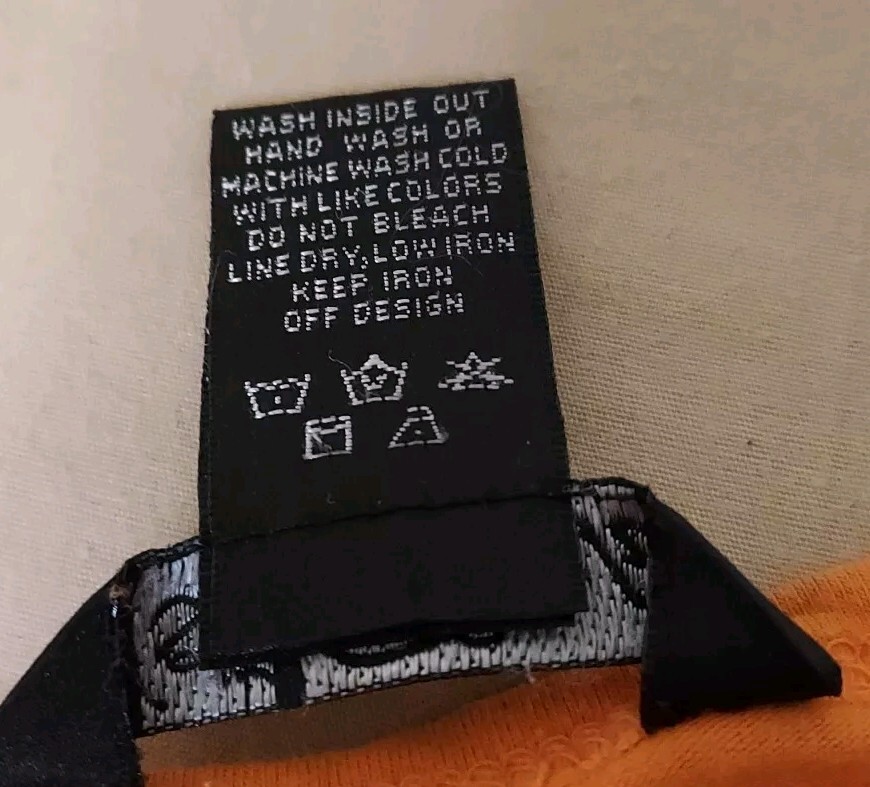 WASH INSIDE OUT
HAND WASH OR
MACHINE WASH COLD
WITH LIKE COLORS
DO NOT BLEACH
LINE DRY, LOW IRON
KEEP IRON
OFF DESIGN